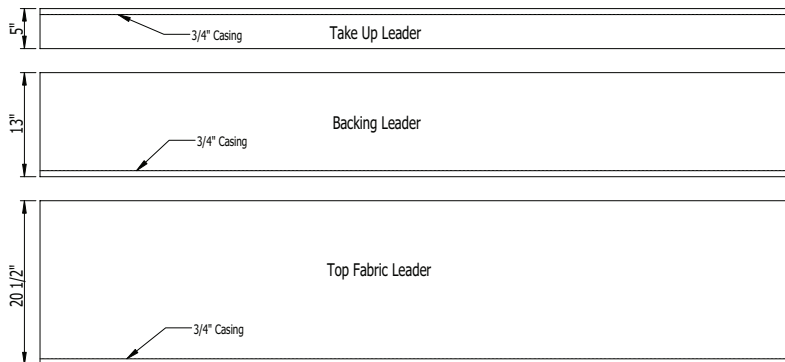 5"
3/4" Casing
Take Up Leader
13"
Backing Leader
3/4" Casing
20 1/2"
Top Fabric Leader
3/4" Casing